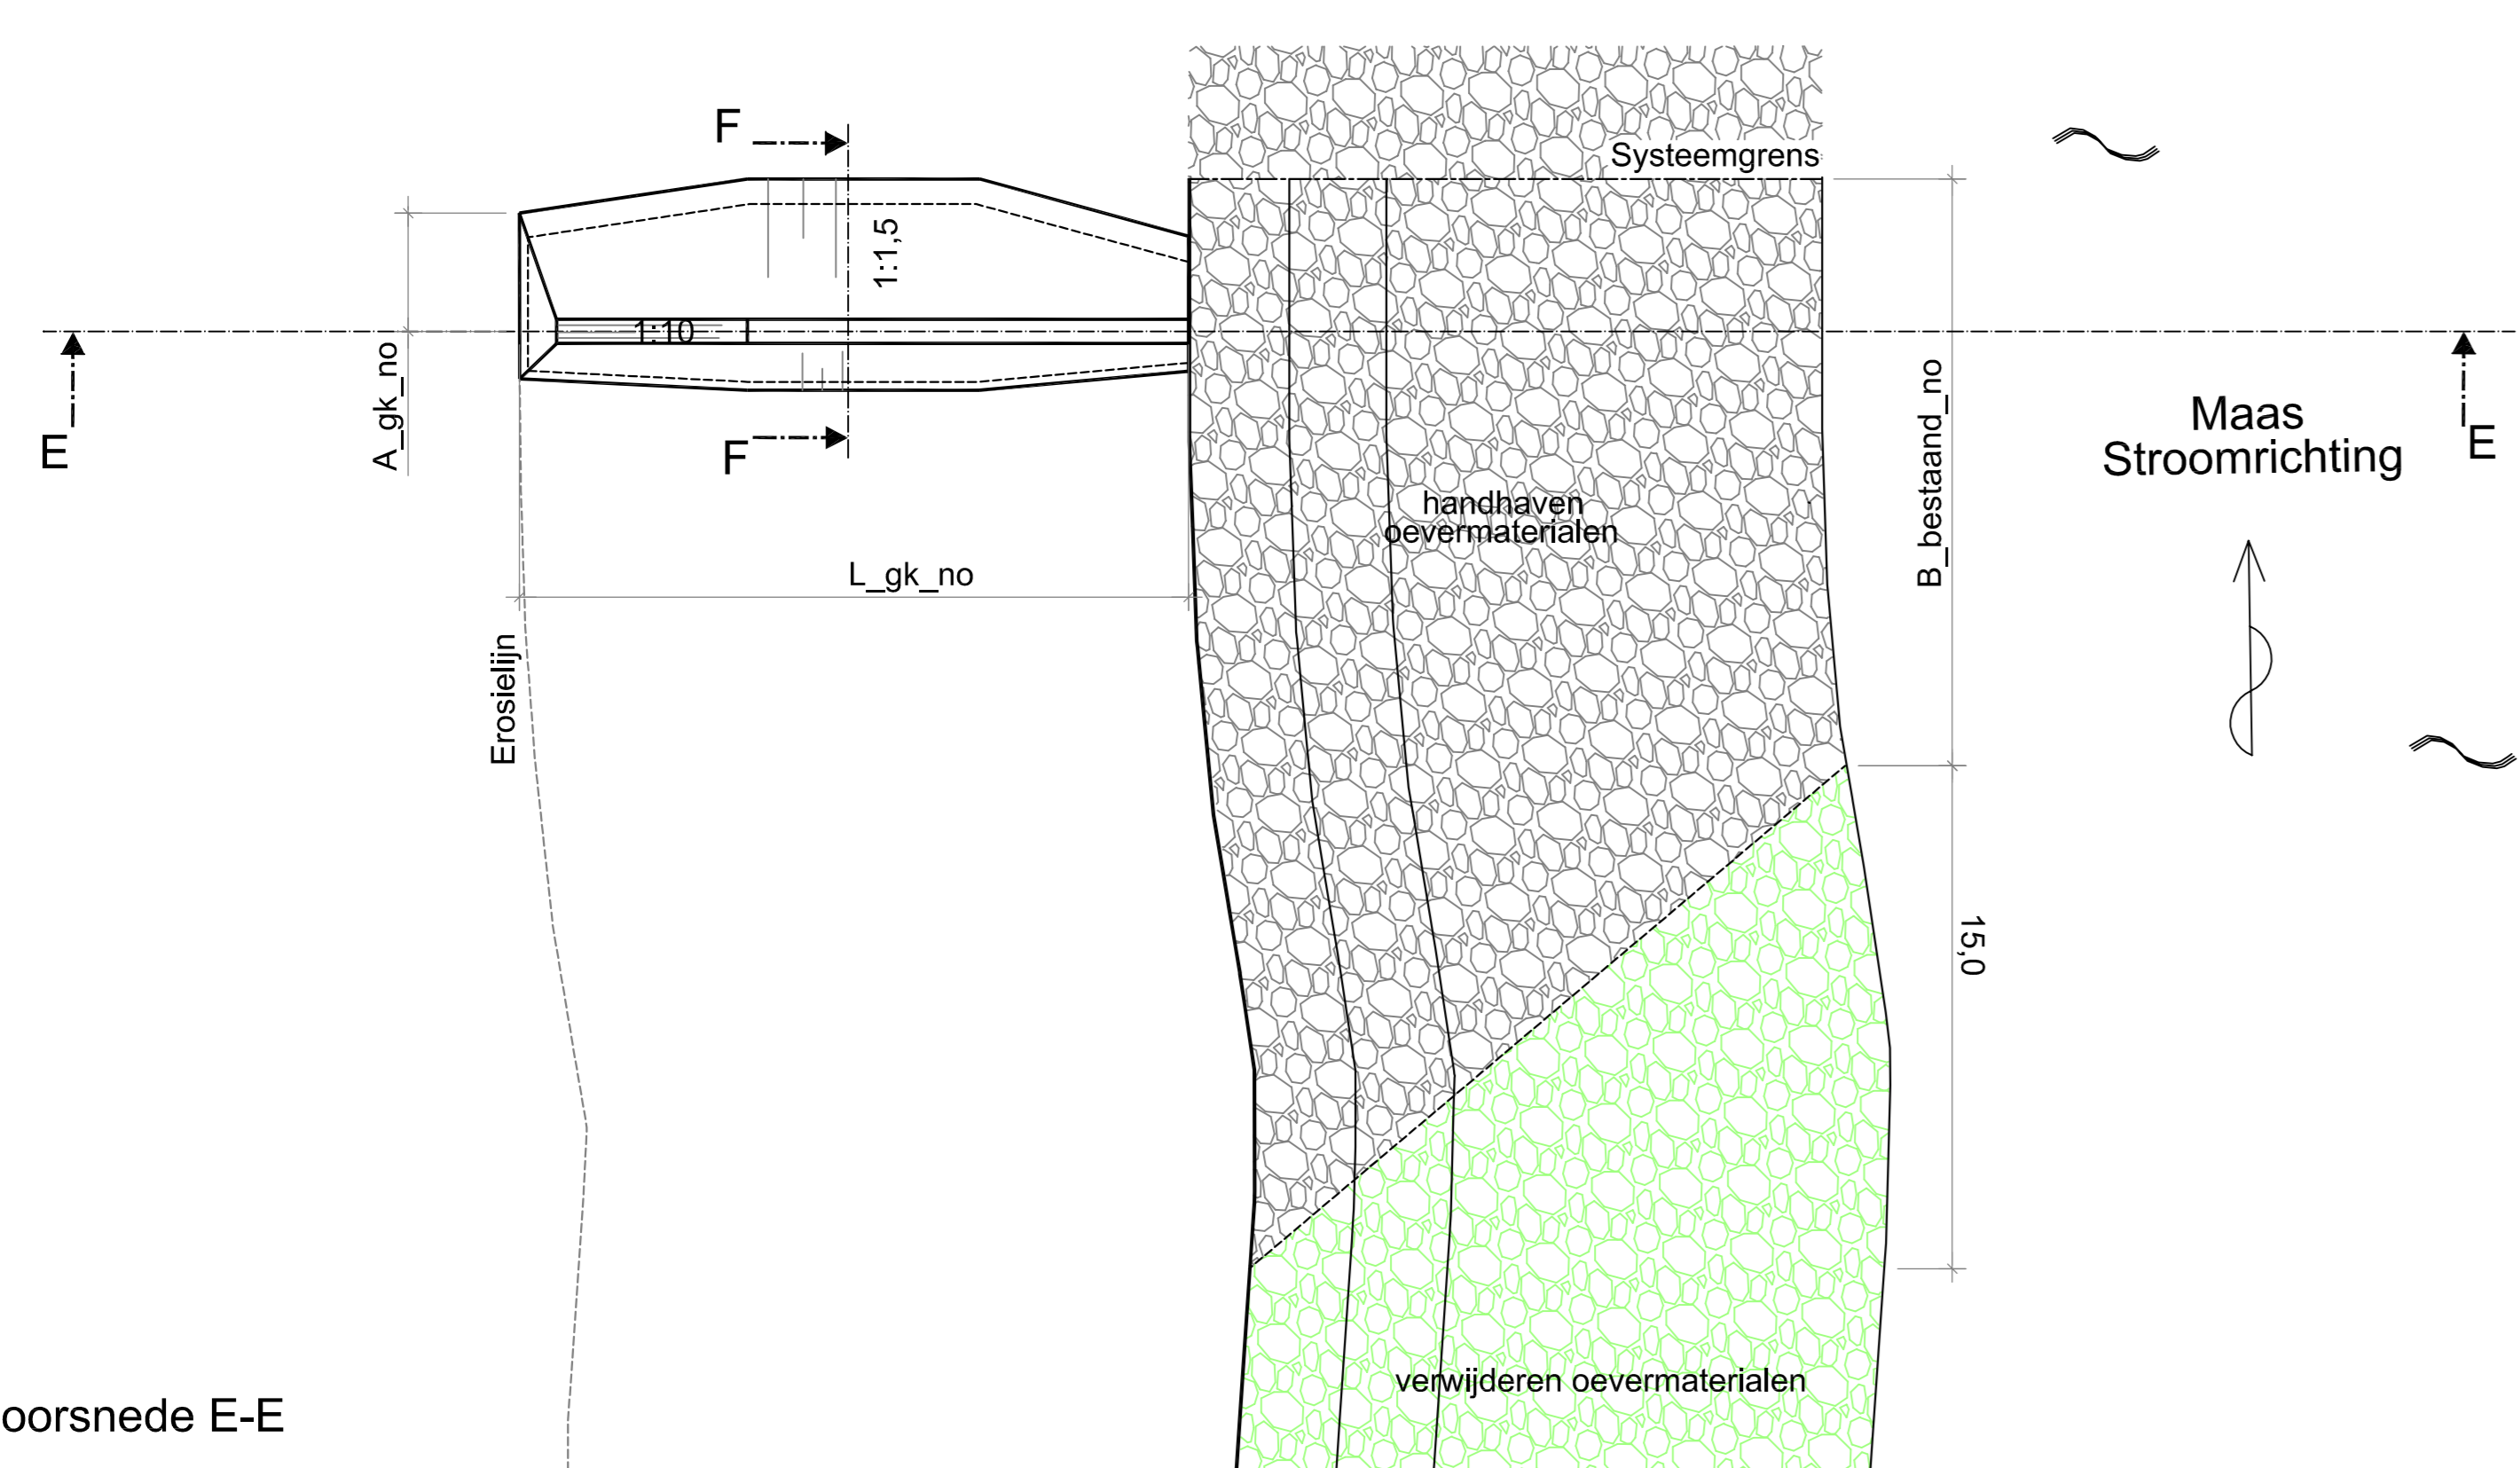 F
Systeemgrens
1:1,5
1:10
A_gk_no
E
F
B_bestaand_no
Maas
Stroomrichting
E
handhaven
oevermaterialen
L_gk_no
Erosielijn
15,0
verwijderen oevermaterialen
oorsnede E-E